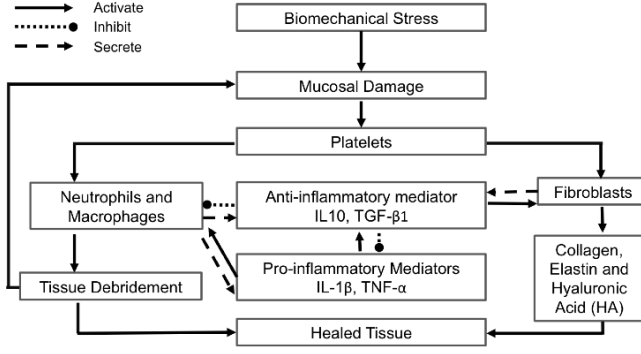 Activate
Inhibit
Secrete
Biomechanical Stress
Mucosal Damage
Platelets
Neutrophils and
Macrophages
Anti-inflammatory mediator
IL10, TGF-β1
Fibroblasts
Pro-inflammatory Mediators
IL-1β, TNF-α
Collagen,
Elastin and
Hyaluronic
Acid (HA)
Tissue Debridement
Healed Tissue